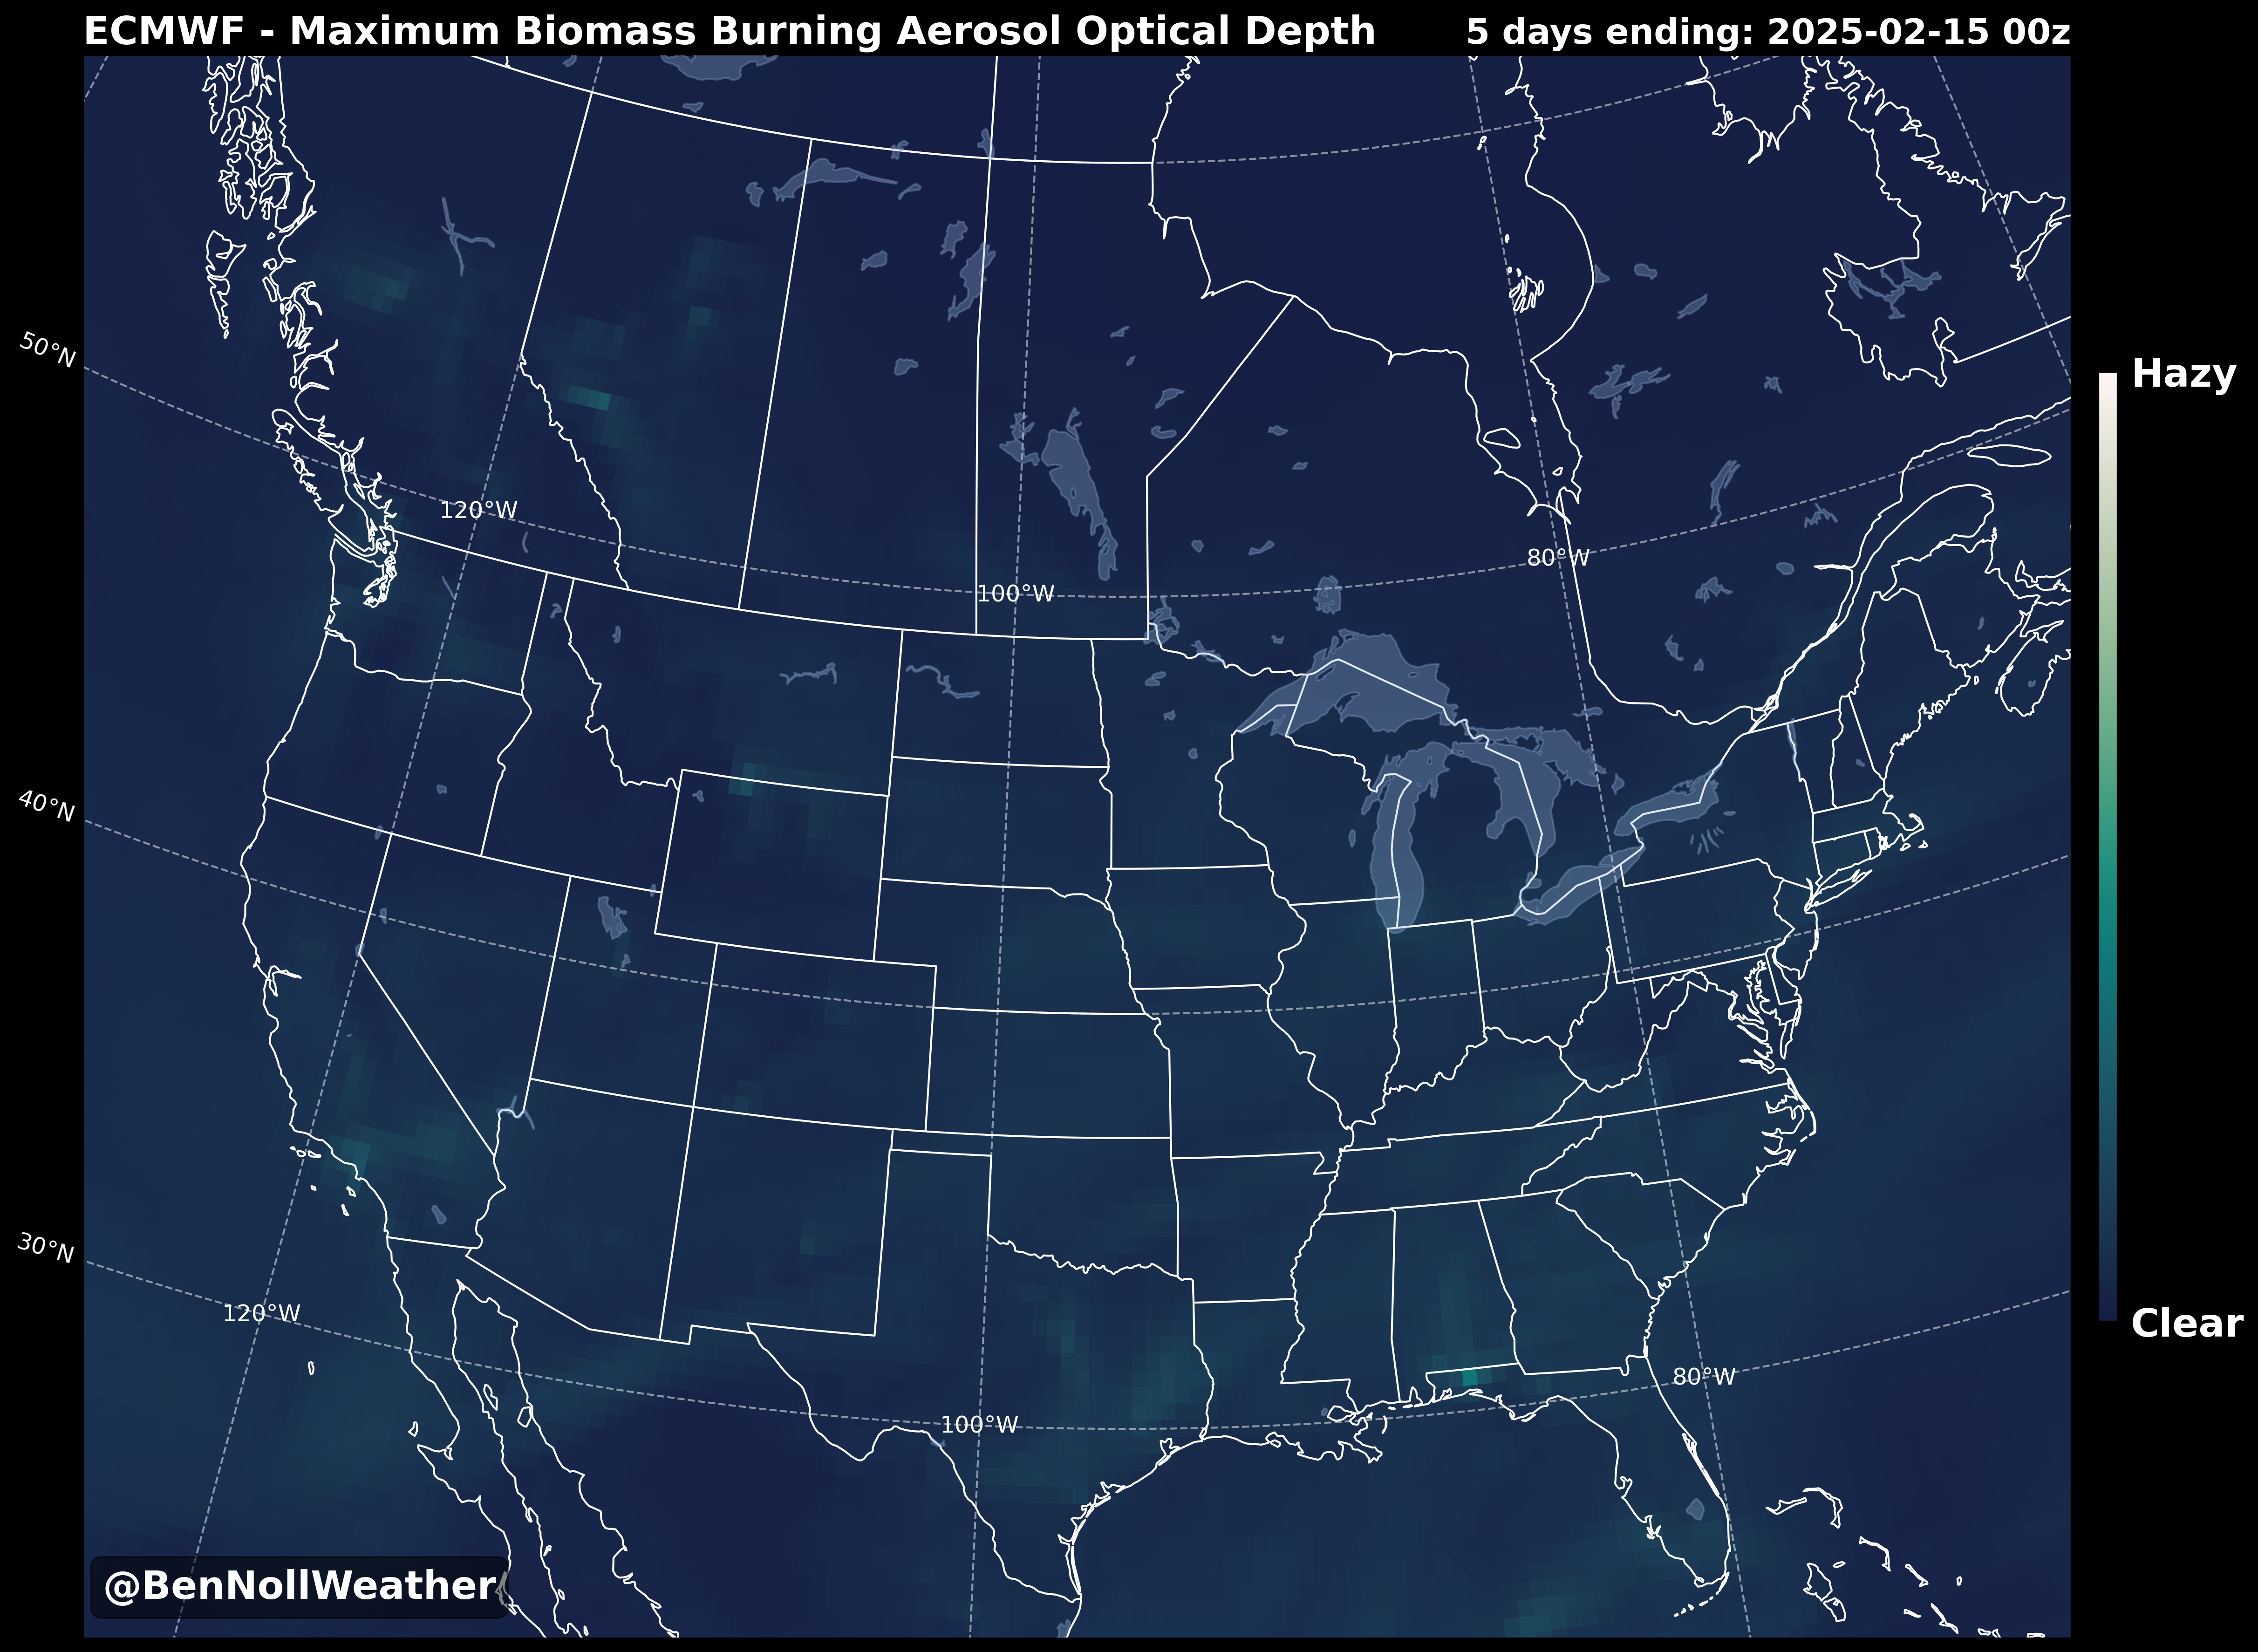 ECMWF - Maximum Biomass Burning Aerosol Optical Depth
5 days ending: 2025-02-15 00z
50°N
Hazy
120°W
80°W
100°W
40°N
30°N
120°W
Clear
80°W
100°W
@BenNollWeather